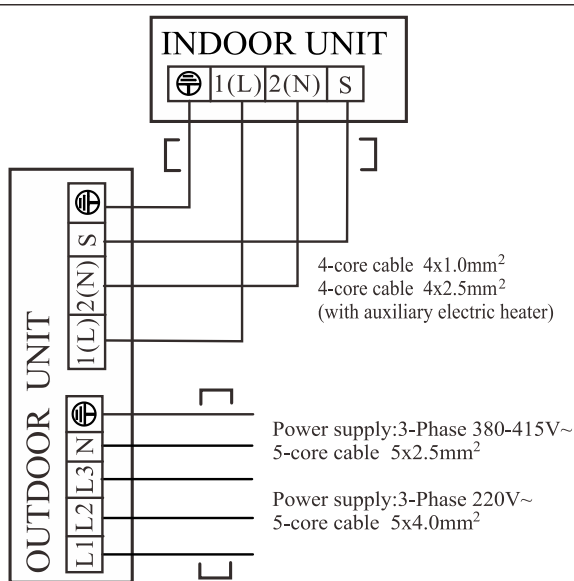 INDOOR UNIT
1(L) 2(N) S
S
2(N)
1(L)
OUTDOOR UNIT
N
L3
L2
L1
4-core cable 4x1.0mm²
4-core cable 4x2.5mm²
(with auxiliary electric heater)
Power supply:3-Phase 380-415V~
5-core cable 5x2.5mm²
Power supply:3-Phase 220V~
5-core cable 5x4.0mm²